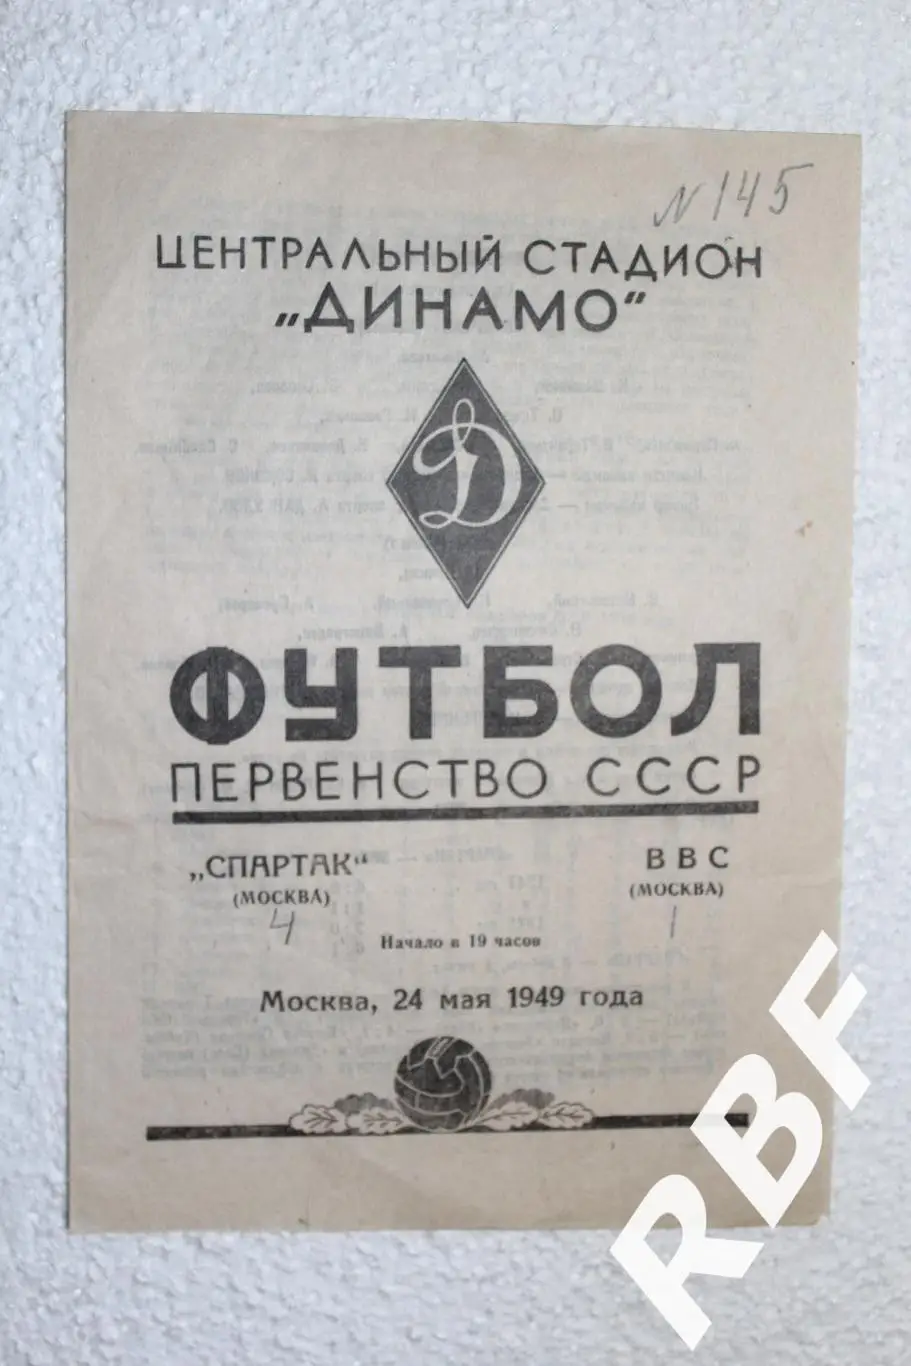 N 145
ЦЕНТРАЛЬНЫЙ СТАДИОН
„ДИНАМО"
Д
ФУТБОЛ
ПЕРВЕНСТВО СССР
„СПАРТАК" ВВС
(МОСКВА) (МОСКВА)
4 1
Начало в 19 часов
Москва, 24 мая 1949 года
RBF